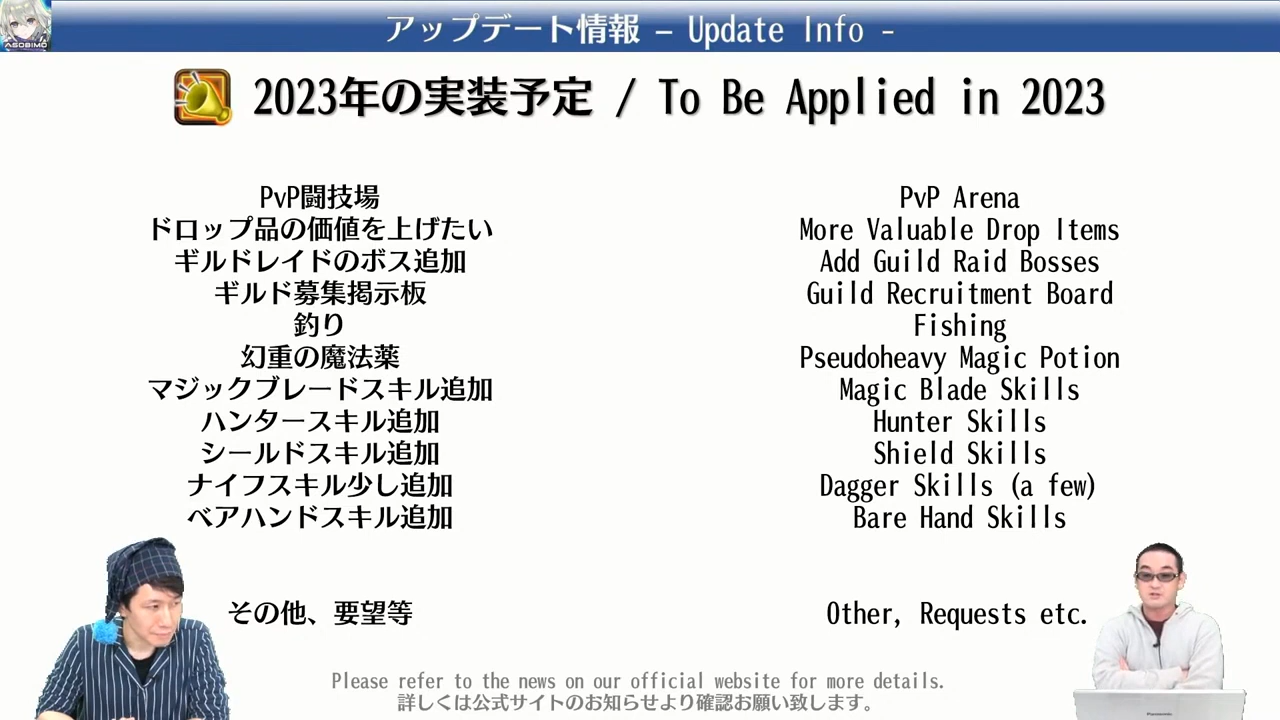 ASOBIMO
アップデート情報 – Update Info -
2023年の実装予定 / To Be Applied in 2023
PvP闘技場
ドロップ品の価値を上げたい
ギルドレイドのボス追加
ギルド募集掲示板
釣り
幻重の魔法薬
マジックブレードスキル追加
ハンタースキル追加
シールドスキル追加
ナイフスキル少し追加
ベアハンドスキル追加
その他、要望等
PvP Arena
More Valuable Drop Items
Add Guild Raid Bosses
Guild Recruitment Board
Fishing
Pseudoheavy Magic Potion
Magic Blade Skills
Hunter Skills
Shield Skills
Dagger Skills (a few)
Bare Hand Skills
Other, Requests etc.
Please refer to the news on our official website for more details.
詳しくは公式サイトのお知らせより確認お願い致します。